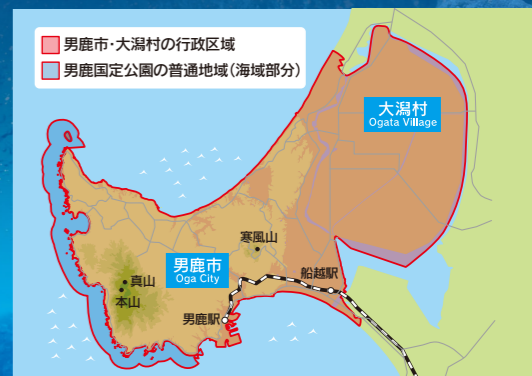 男鹿市・大潟村の行政区域
男鹿国定公園の普通地域(海域部分)
大潟村
Ogata Village
寒風山
男鹿市
Oga City
船越駅
真山
本山
男鹿駅